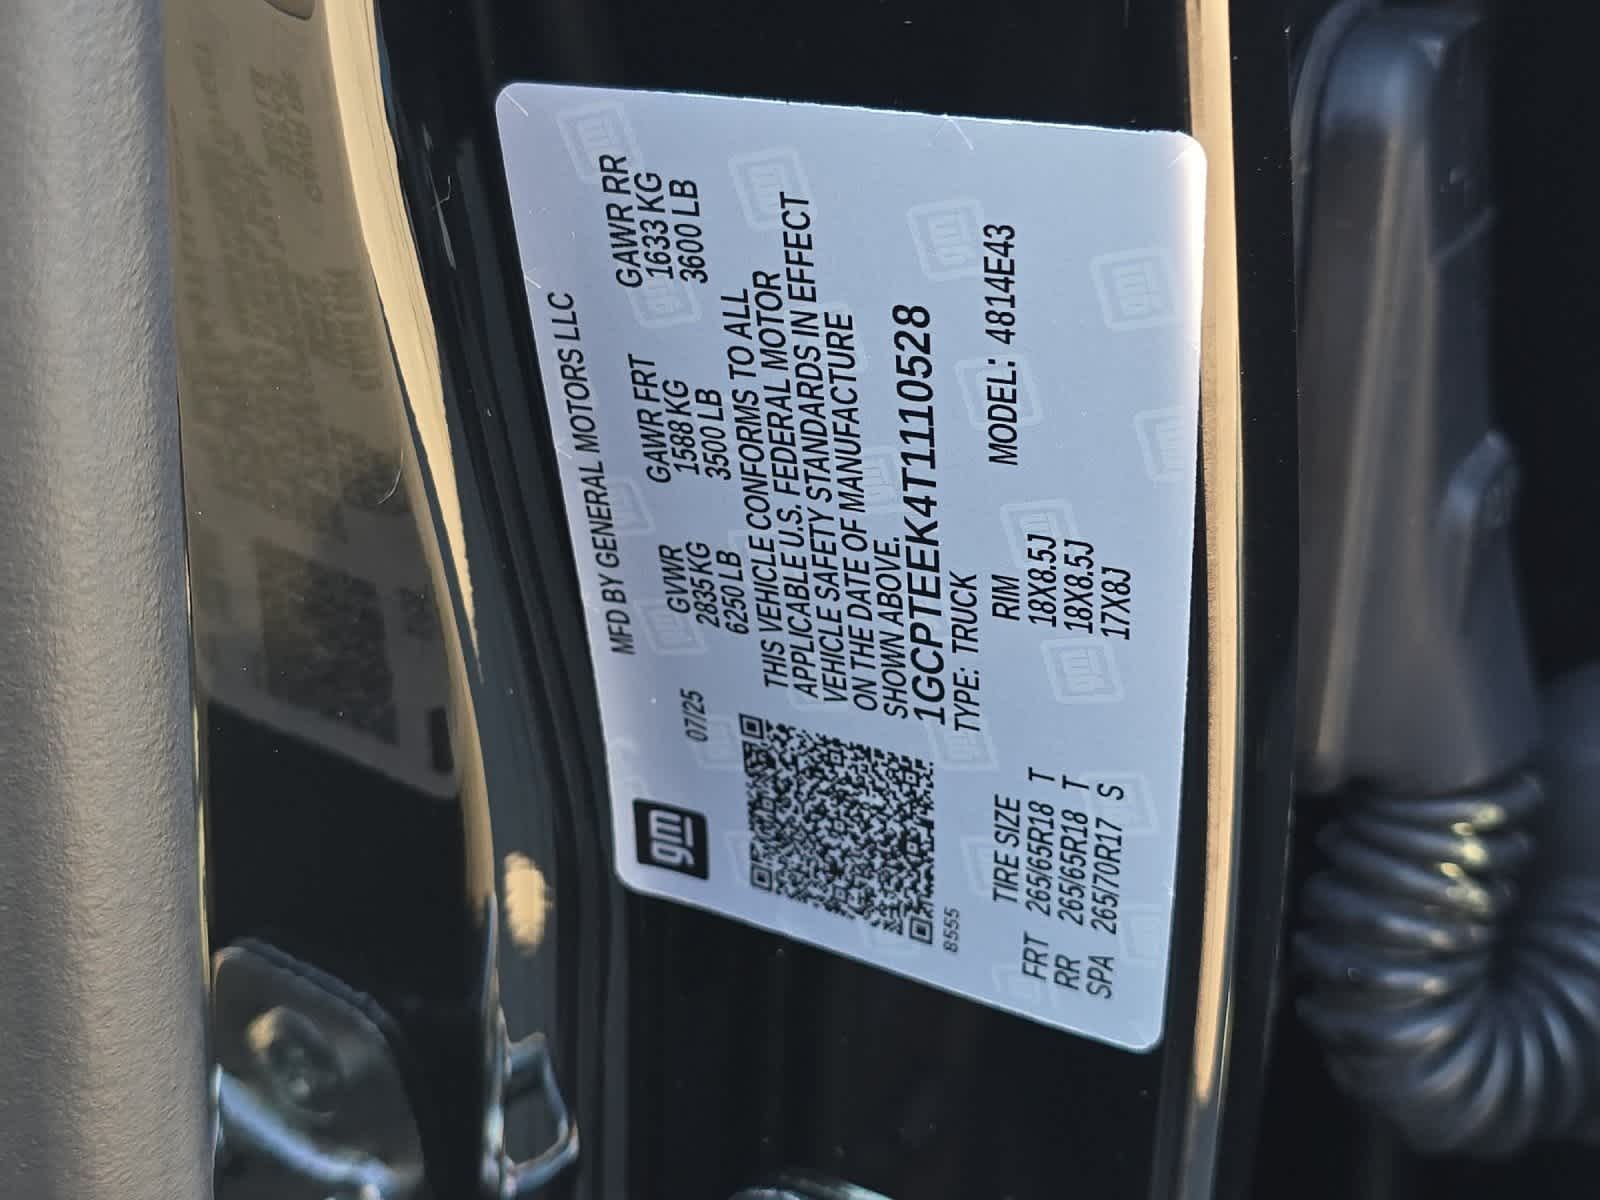 MFD BY GENERAL MOTORS LLC
gm
07/25
GVWR GAWR FRT GAWR RR
2835 KG 1588 KG 1633 KG
6250 LB 3500 LB 3600 LB
THIS VEHICLE CONFORMS TO ALL
APPLICABLE U.S. FEDERAL MOTOR
VEHICLE SAFETY STANDARDS IN EFFECT
ON THE DATE OF MANUFACTURE
SHOWN ABOVE.
1GCPTEEK4T1110528
8555
TYPE: TRUCK
MODEL: 4814E43
TIRE SIZE RIM
FRT 265/65R18 T 18X8.5J
RR 265/65R18 T 18X8.5J
SPA 265/70R17 S 17X8J